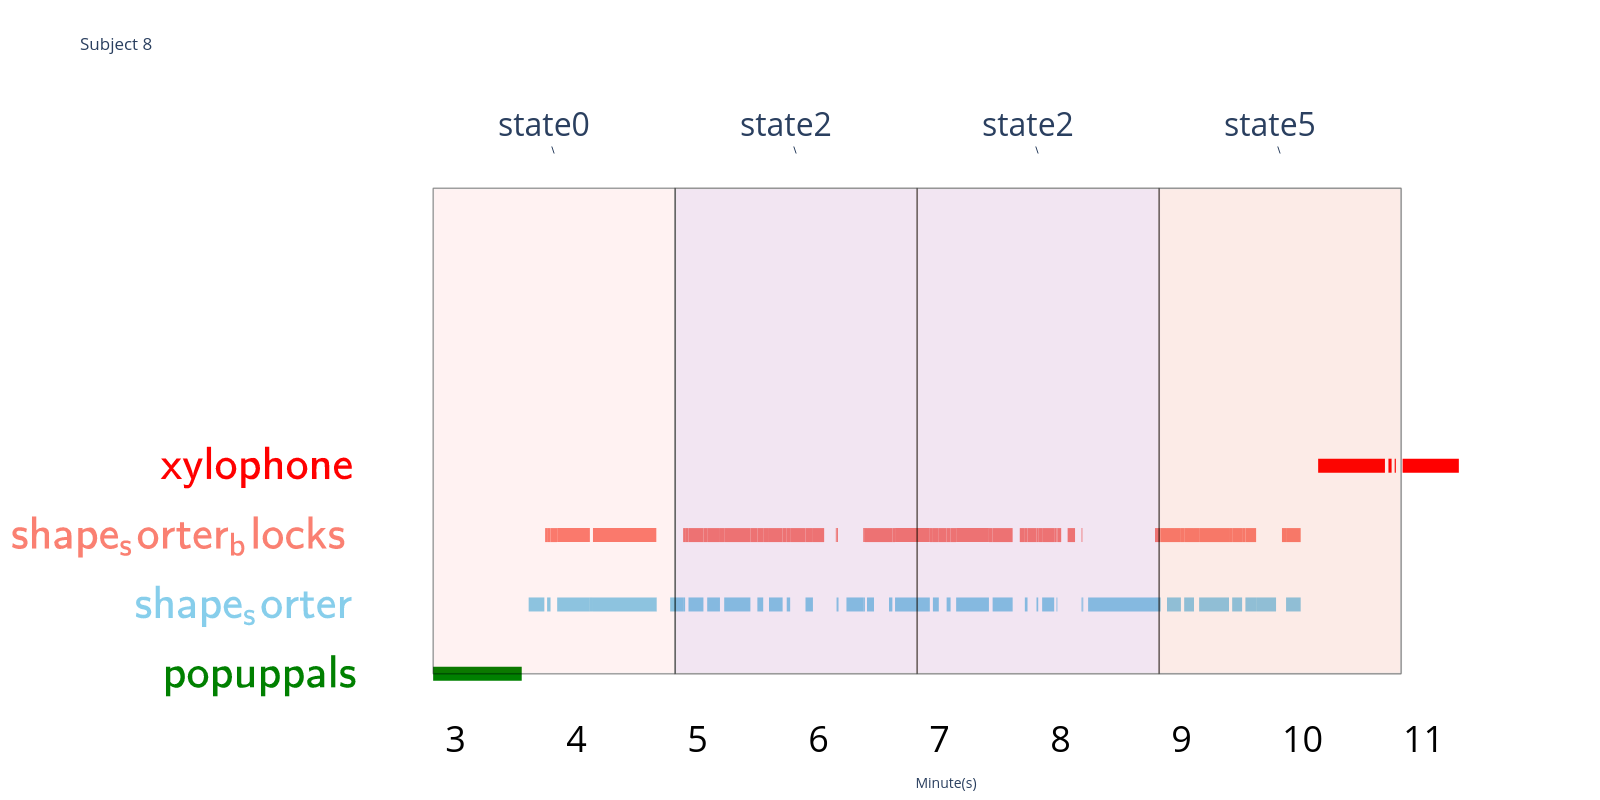 Subject 8
state0 state2 state2 state5
xylophone
shapesorterblocks
shapesorter
popuppals
3 4 5 6 7 8 9 10 11
Minute(s)